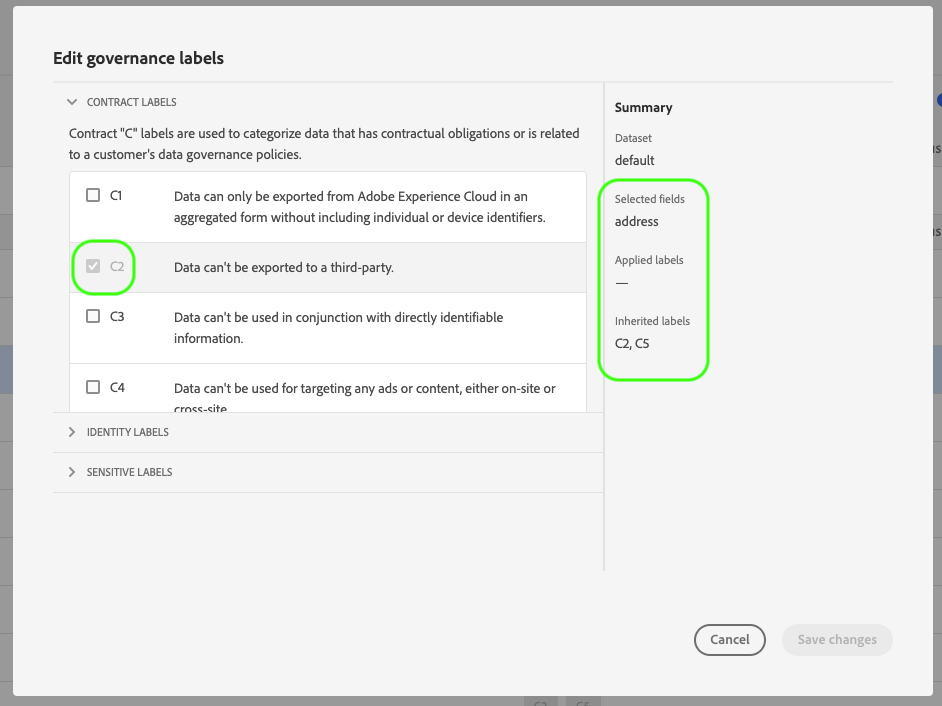 Edit governance labels
CONTRACT LABELS
Contract "C" labels are used to categorize data that has contractual obligations or is related
to a customer's data governance policies.
C1 Data can only be exported from Adobe Experience Cloud in an
aggregated form without including individual or device identifiers.
C2 Data can't be exported to a third-party.
C3 Data can't be used in conjunction with directly identifiable
information.
C4 Data can't be used for targeting any ads or content, either on-site or
cross-site
IDENTITY LABELS
SENSITIVE LABELS
Summary
Dataset
default
Selected fields
address
Applied labels
—
Inherited labels
C2, C5
Cancel
Save changes